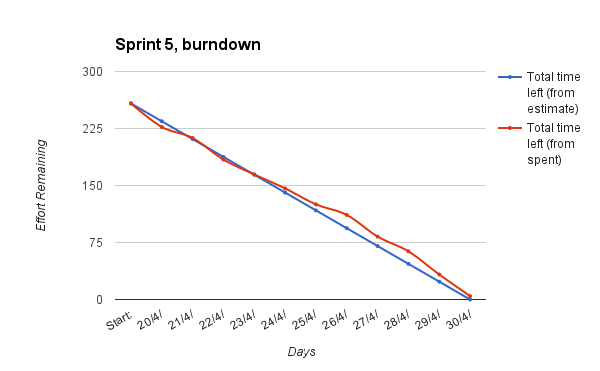 Sprint 5, burndown
300
225
150
75
0
Effort Remaining
Start
20/4/
21/4/
22/4/
23/4/
24/4/
25/4/
26/4/
27/4/
28/4/
29/4/
30/4/
Days
Total time
left (from
estimate)
Total time
left (from
spent)